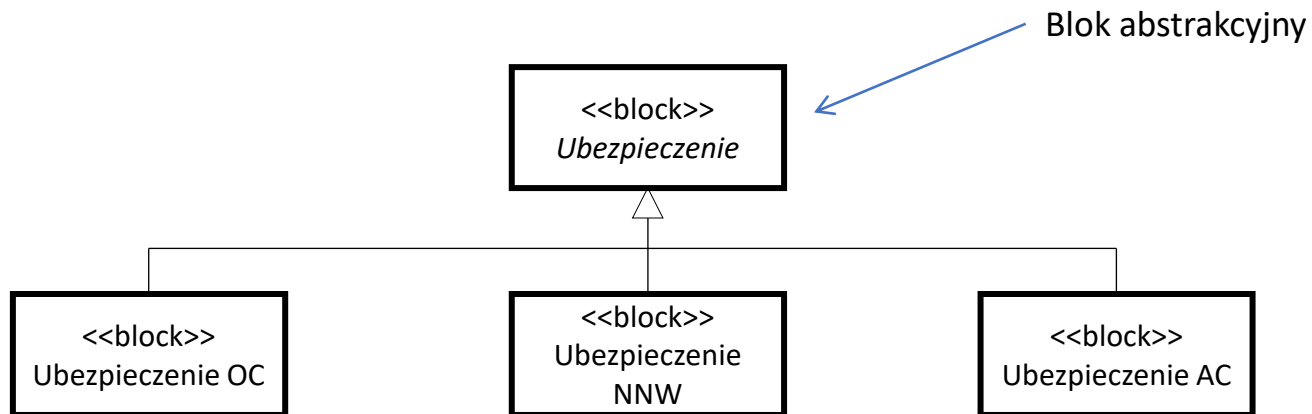 Blok abstrakcyjny
<<block>>
Ubezpieczenie
<<block>>
Ubezpieczenie OC
<<block>>
Ubezpieczenie
NNW
<<block>>
Ubezpieczenie AC